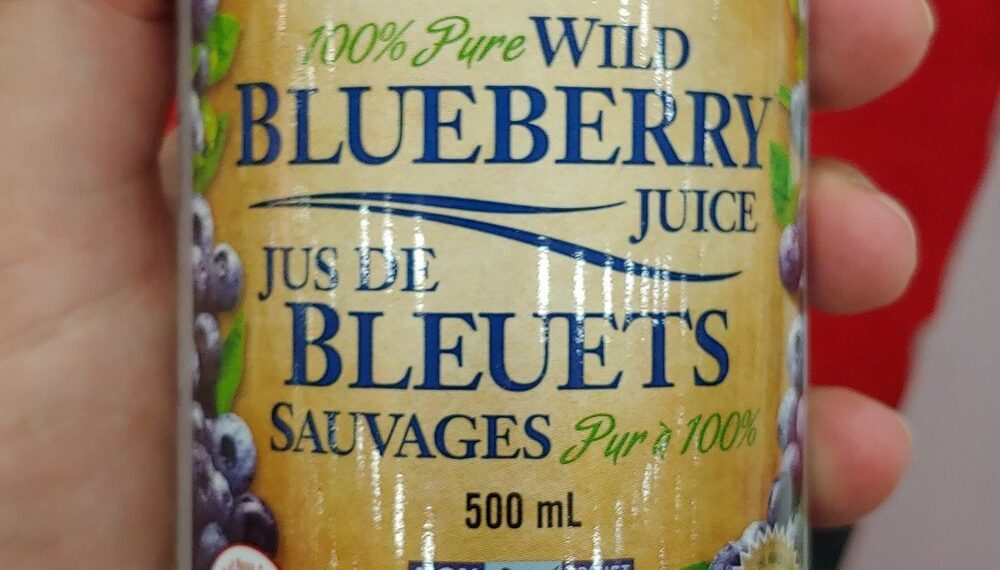 100% Pure WILD
BLUEBERRY
JUICE
JUS DE
BLEUETS
SAUVAGES Pur à 100%
500 mL